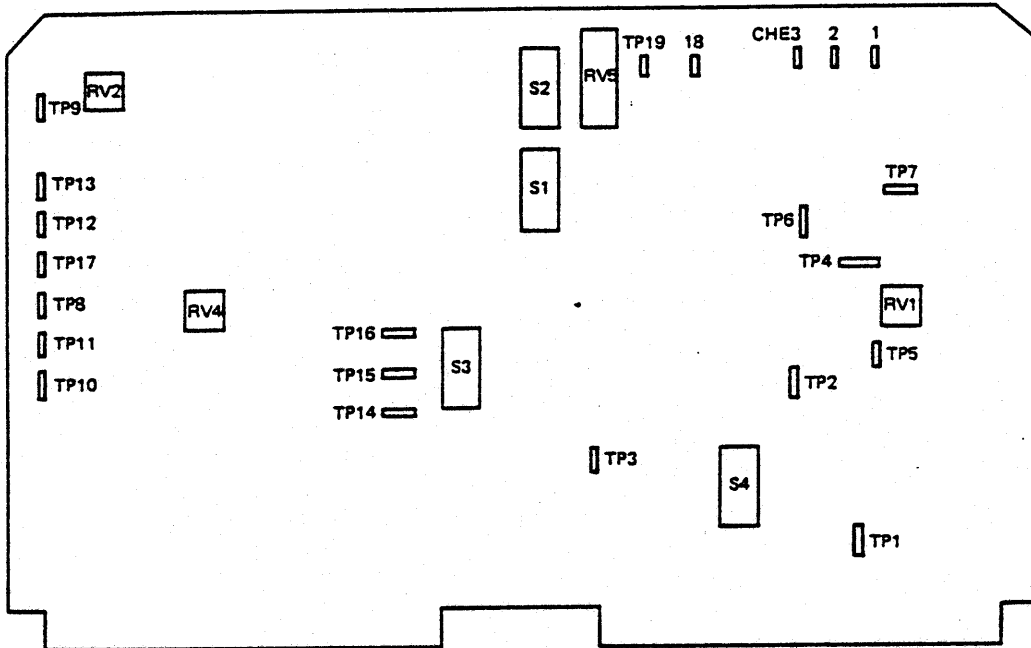 CHE3 2 1
TP19 18
RV5
S2
RV2
TP9
S1
TP7
TP13
TP6
TP12
TP4
TP17
RV1
TP8
RV4
TP16
TP11
TP5
S3
TP15
TP2
TP10
TP14
TP3
S4
TP1